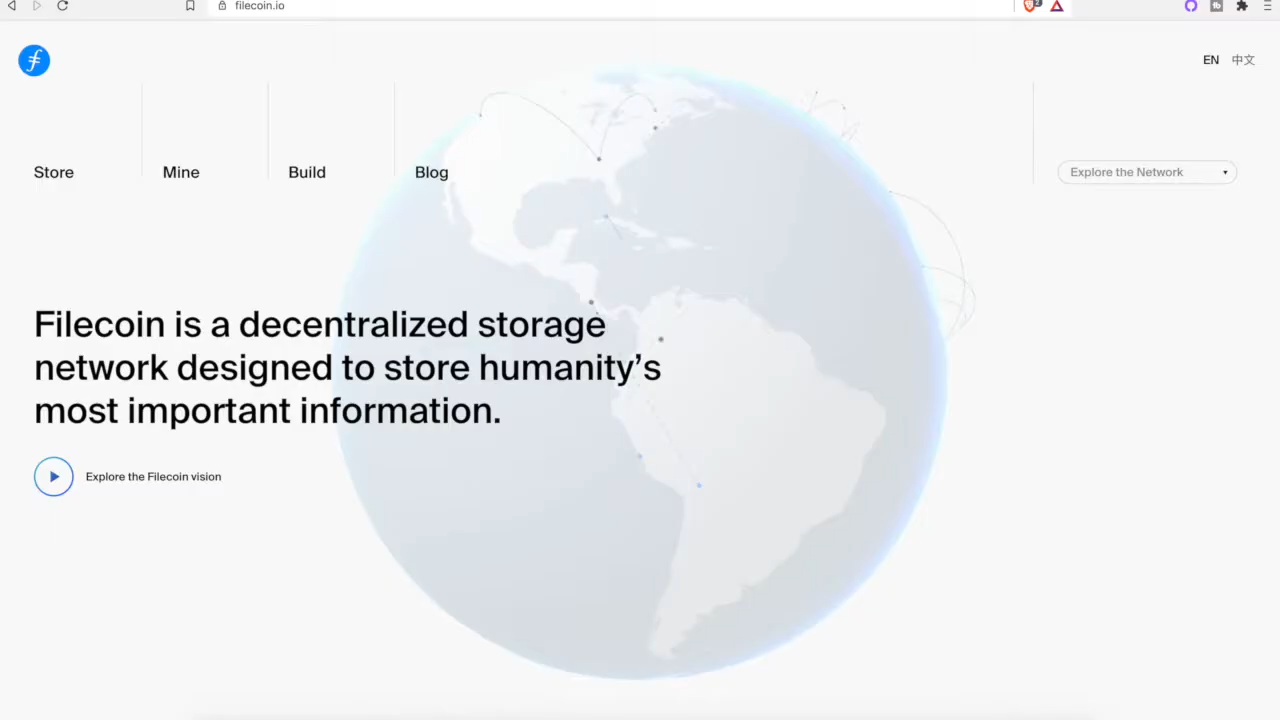 filecoin.io
2
EN 中文
Store Mine Build Blog Explore the Network
Filecoin is a decentralized storage
network designed to store humanity’s
most important information.
Explore the Filecoin vision